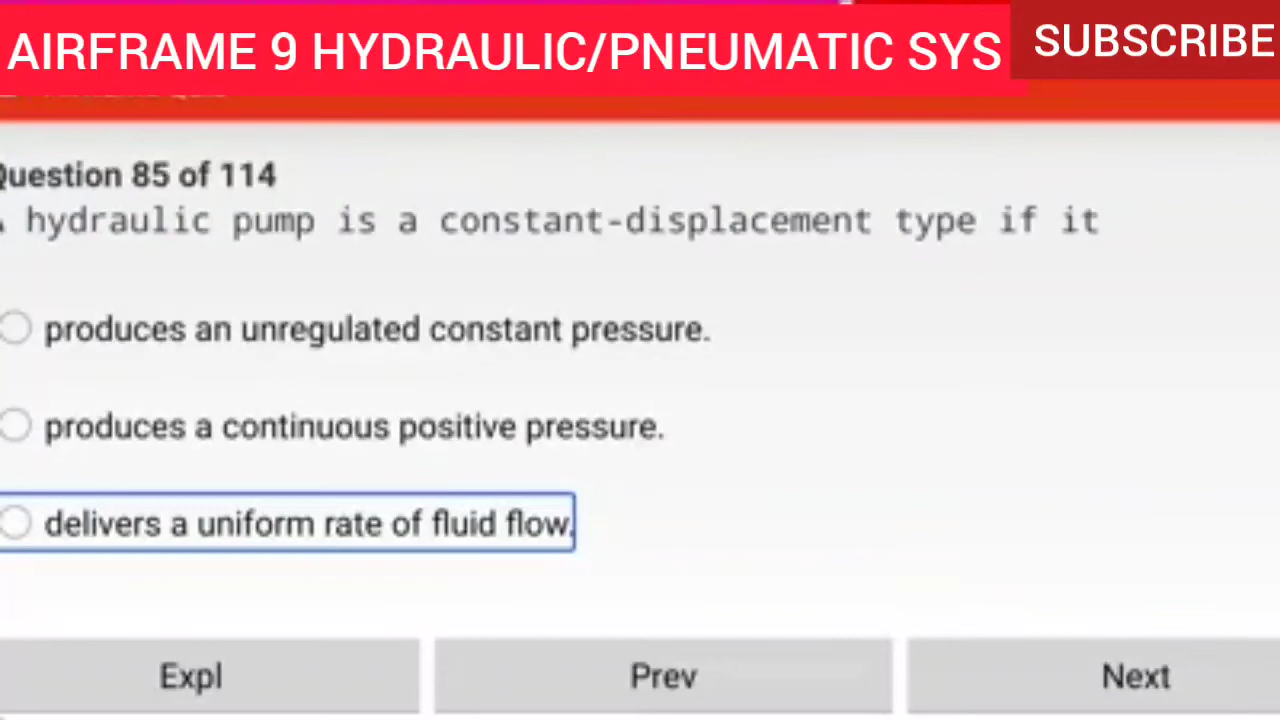 AIRFRAME 9 HYDRAULIC/PNEUMATIC SYS
SUBSCRIBE
Question 85 of 114
hydraulic pump is a constant-displacement type if it
produces an unregulated constant pressure.
produces a continuous positive pressure.
delivers a uniform rate of fluid flow.
Expl
Prev
Next